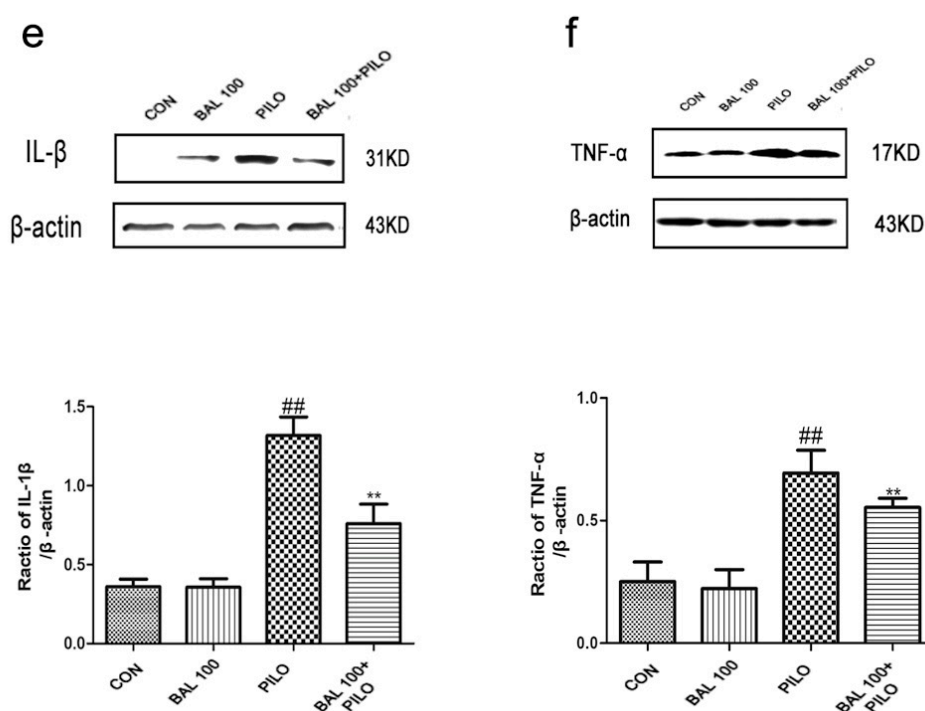 e
CON BAL 100 PILO BAL 100+PILO
IL-β 31KD
β-actin 43KD
1.5
1.0
0.5
0.0
Ractio of IL-1β
/β -actin
##
**
CON BAL 100 PILO BAL 100+
PILO
f
CON BAL 100 PILO BAL 100+PILO
TNF-α 17KD
β-actin 43KD
1.0
0.5
0.0
Ractio of TNF-α
/β -actin
##
**
CON BAL 100 PILO BAL 100+
PILO